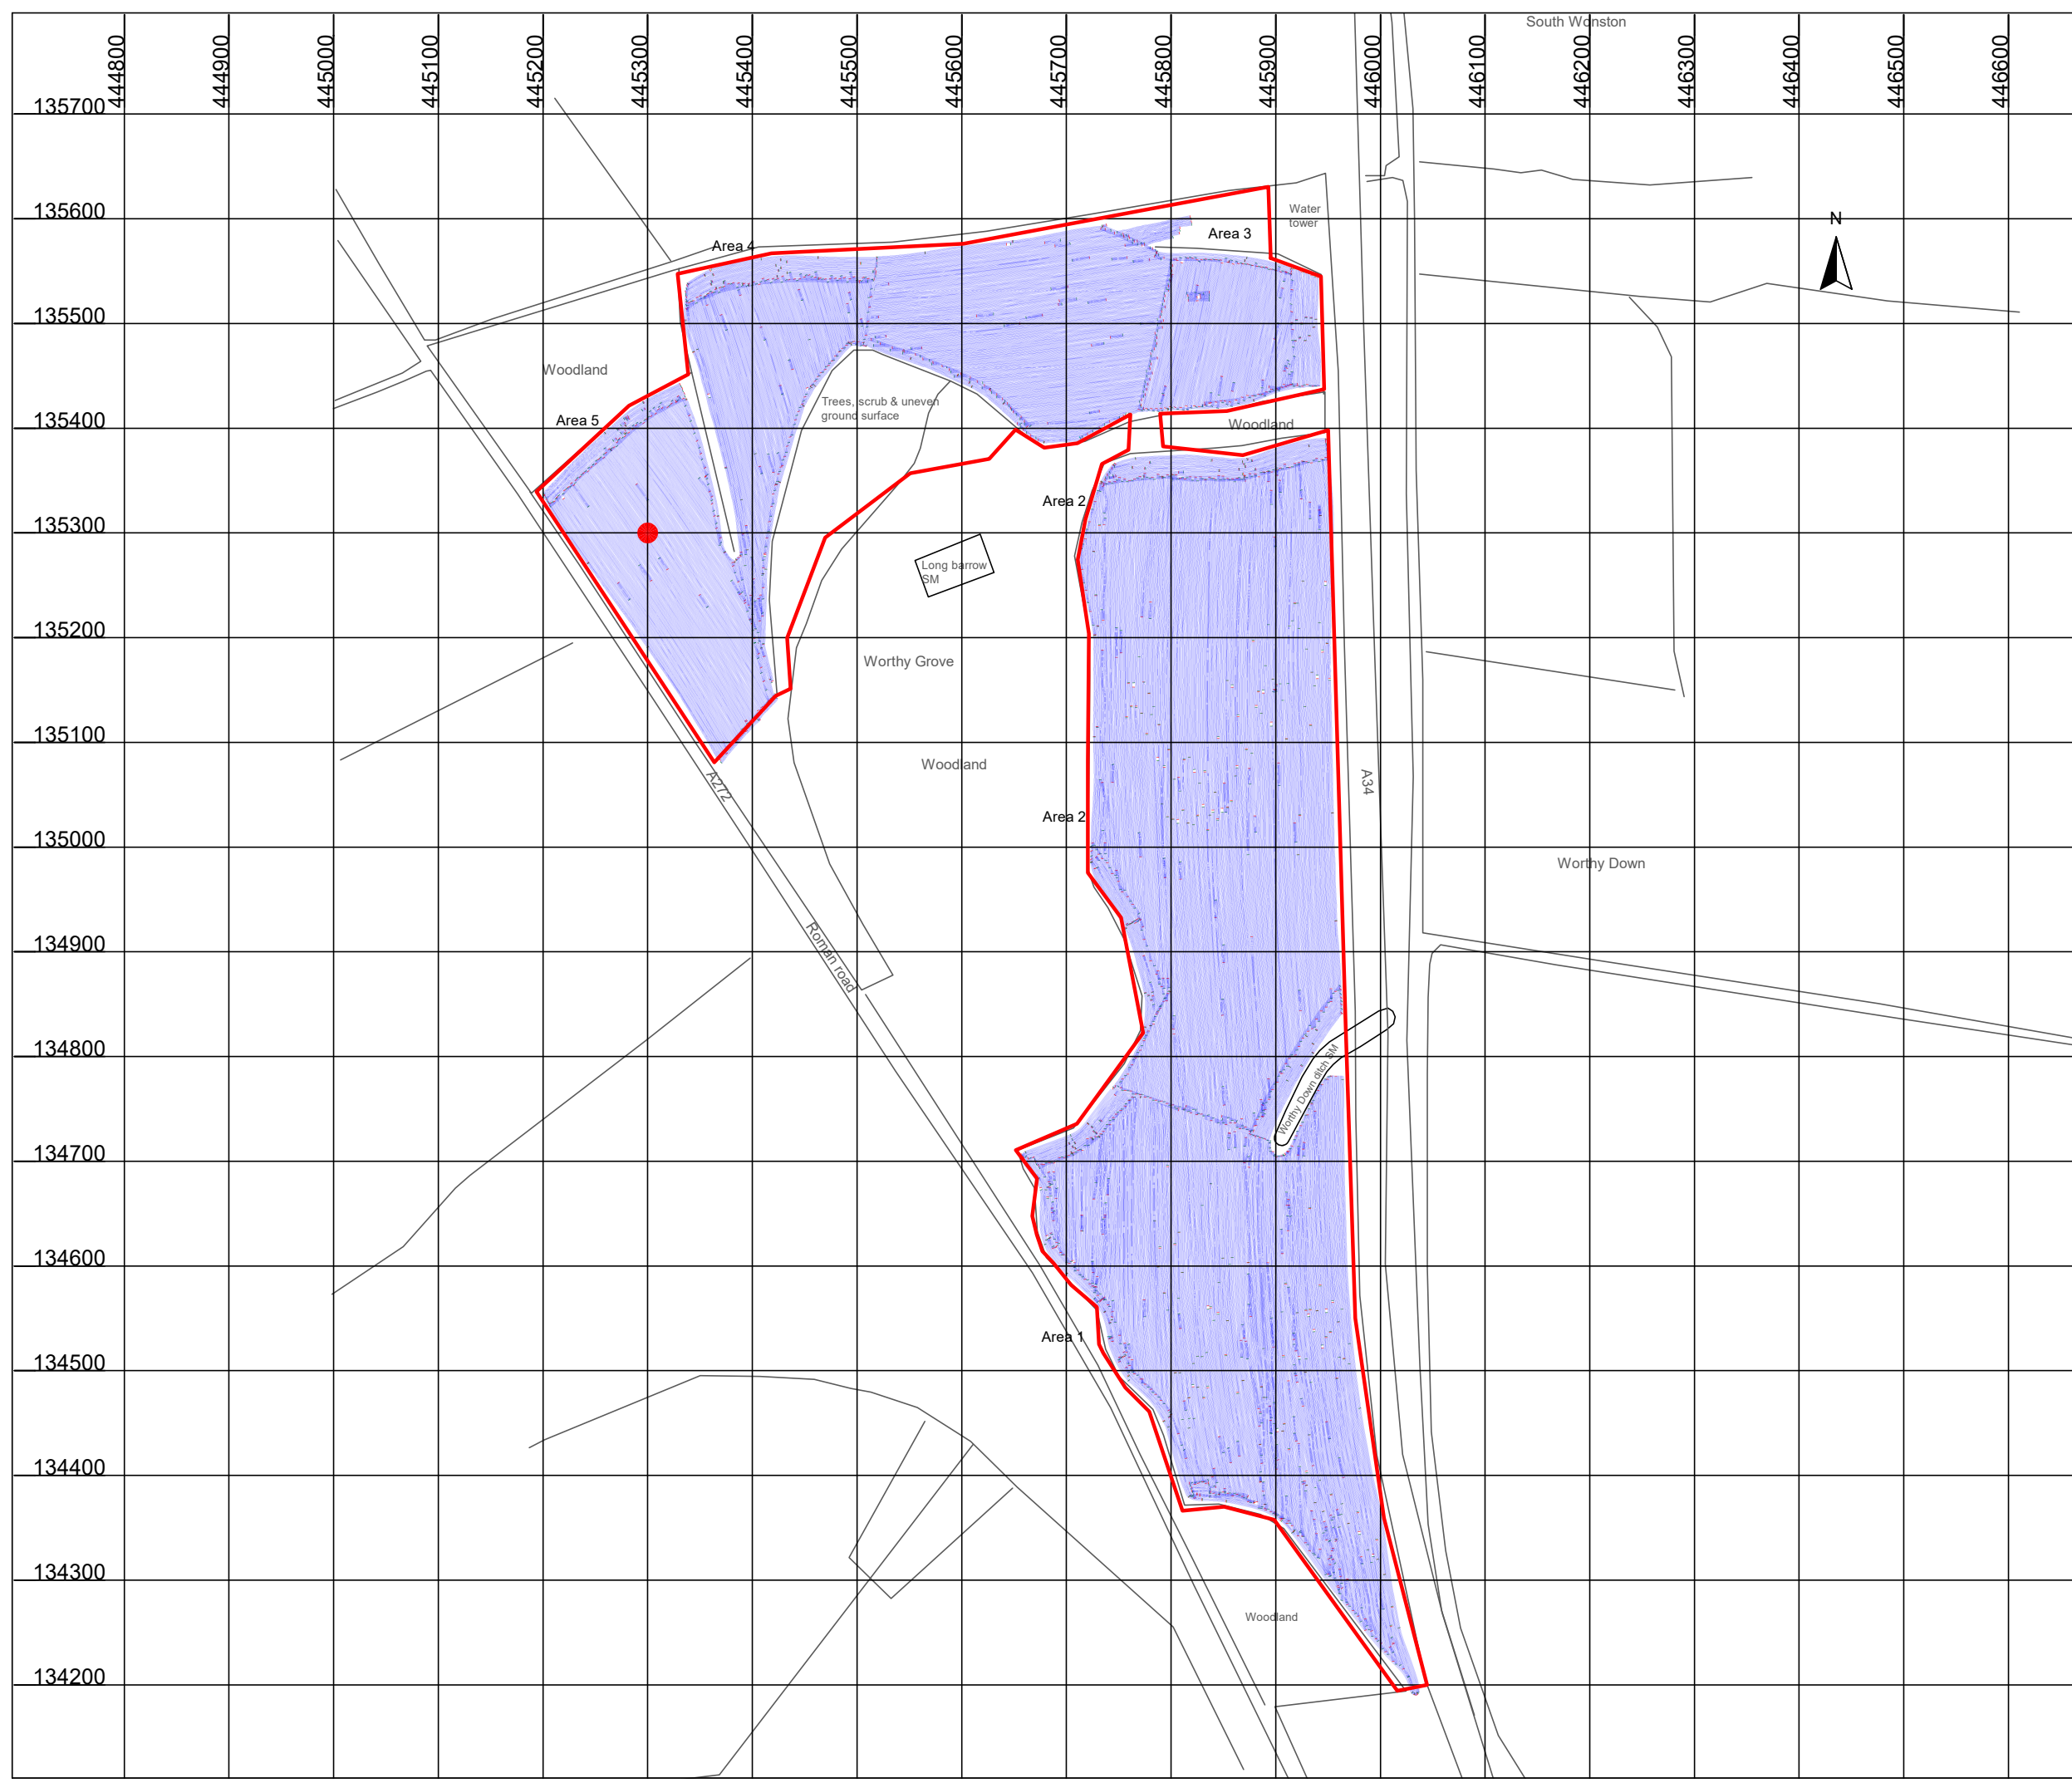 South Wonston
444800
444900
445000
445100
445200
445300
445400
445500
445600
445700
445800
445900
446000
446100
446200
446300
446400
446500
446600
135700
135600
Water
tower
N
Area 3
Area 4
135500
Woodland
Trees, scrub & uneven
ground surface
135400
Area 5
Woodland
Area 2
135300
Long barrow
SM
135200
Worthy Grove
135100
Woodland
A272
A34
Area 2
135000
Worthy Down
134900
Roman road
134800
Worthy Down ditch SM
134700
134600
Area 1
134500
134400
134300
Woodland
134200